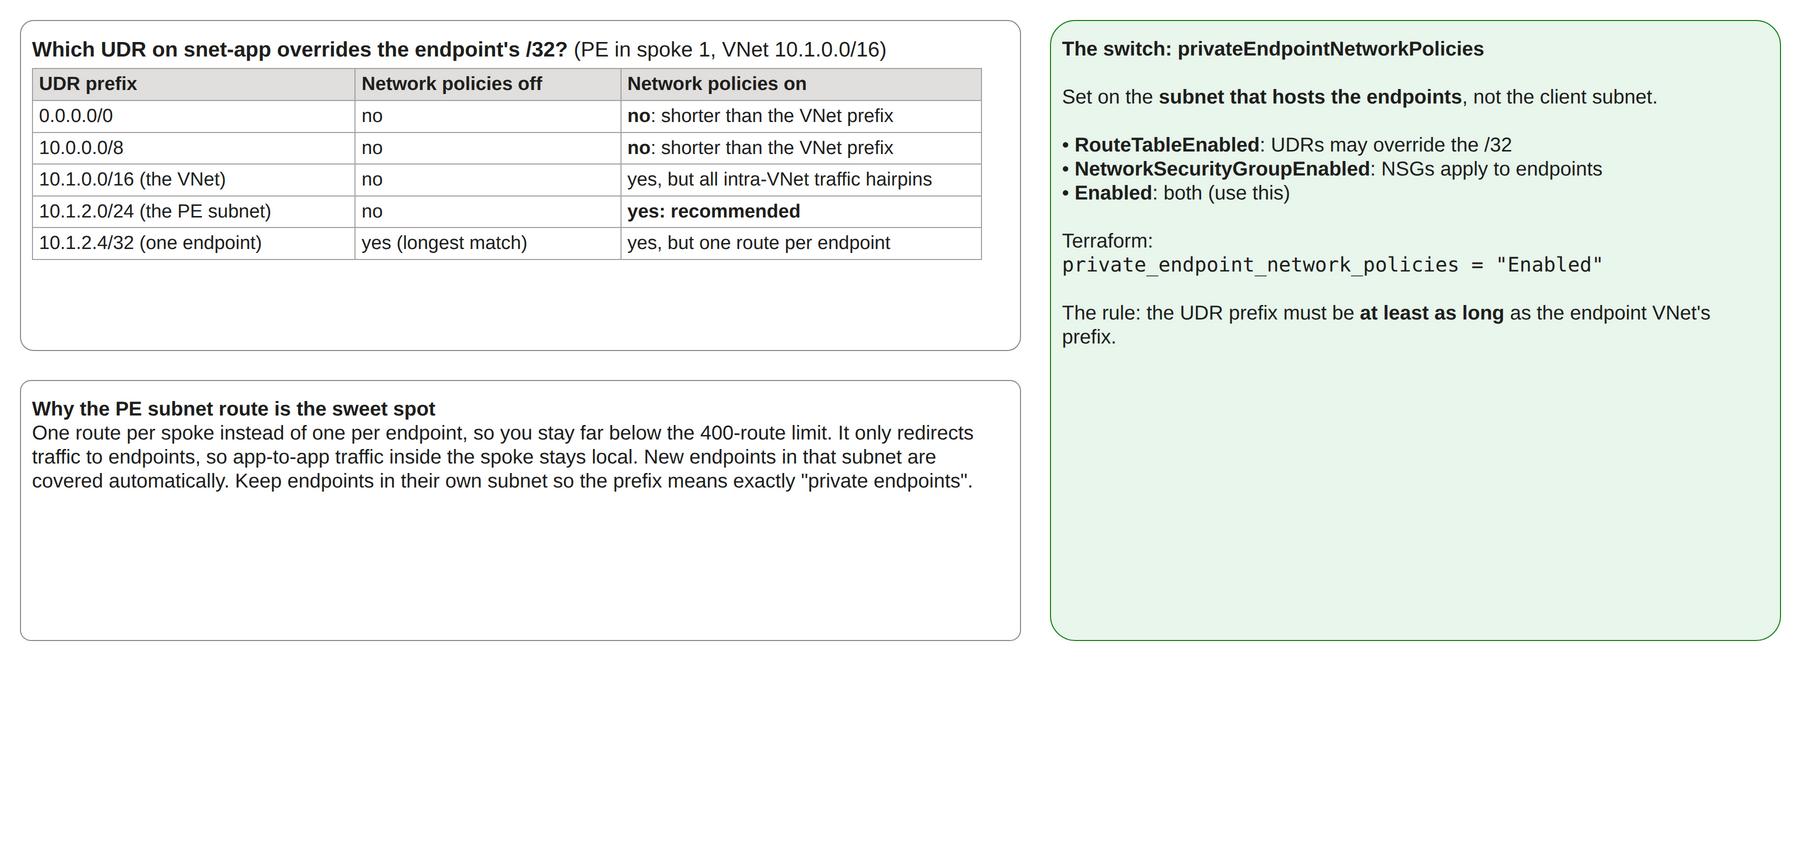 Which UDR on snet-app overrides the endpoint's /32? (PE in spoke 1, VNet 10.1.0.0/16)
UDR prefix Network policies off Network policies on
0.0.0.0/0 no no: shorter than the VNet prefix
10.0.0.0/8 no no: shorter than the VNet prefix
10.1.0.0/16 (the VNet) no yes, but all intra-VNet traffic hairpins
10.1.2.0/24 (the PE subnet) no yes: recommended
10.1.2.4/32 (one endpoint) yes (longest match) yes, but one route per endpoint
Why the PE subnet route is the sweet spot
One route per spoke instead of one per endpoint, so you stay far below the 400-route limit. It only redirects
traffic to endpoints, so app-to-app traffic inside the spoke stays local. New endpoints in that subnet are
covered automatically. Keep endpoints in their own subnet so the prefix means exactly "private endpoints".
The switch: privateEndpointNetworkPolicies
Set on the subnet that hosts the endpoints, not the client subnet.
• RouteTableEnabled: UDRs may override the /32
• NetworkSecurityGroupEnabled: NSGs apply to endpoints
• Enabled: both (use this)
Terraform:
private_endpoint_network_policies = "Enabled"
The rule: the UDR prefix must be at least as long as the endpoint VNet's
prefix.